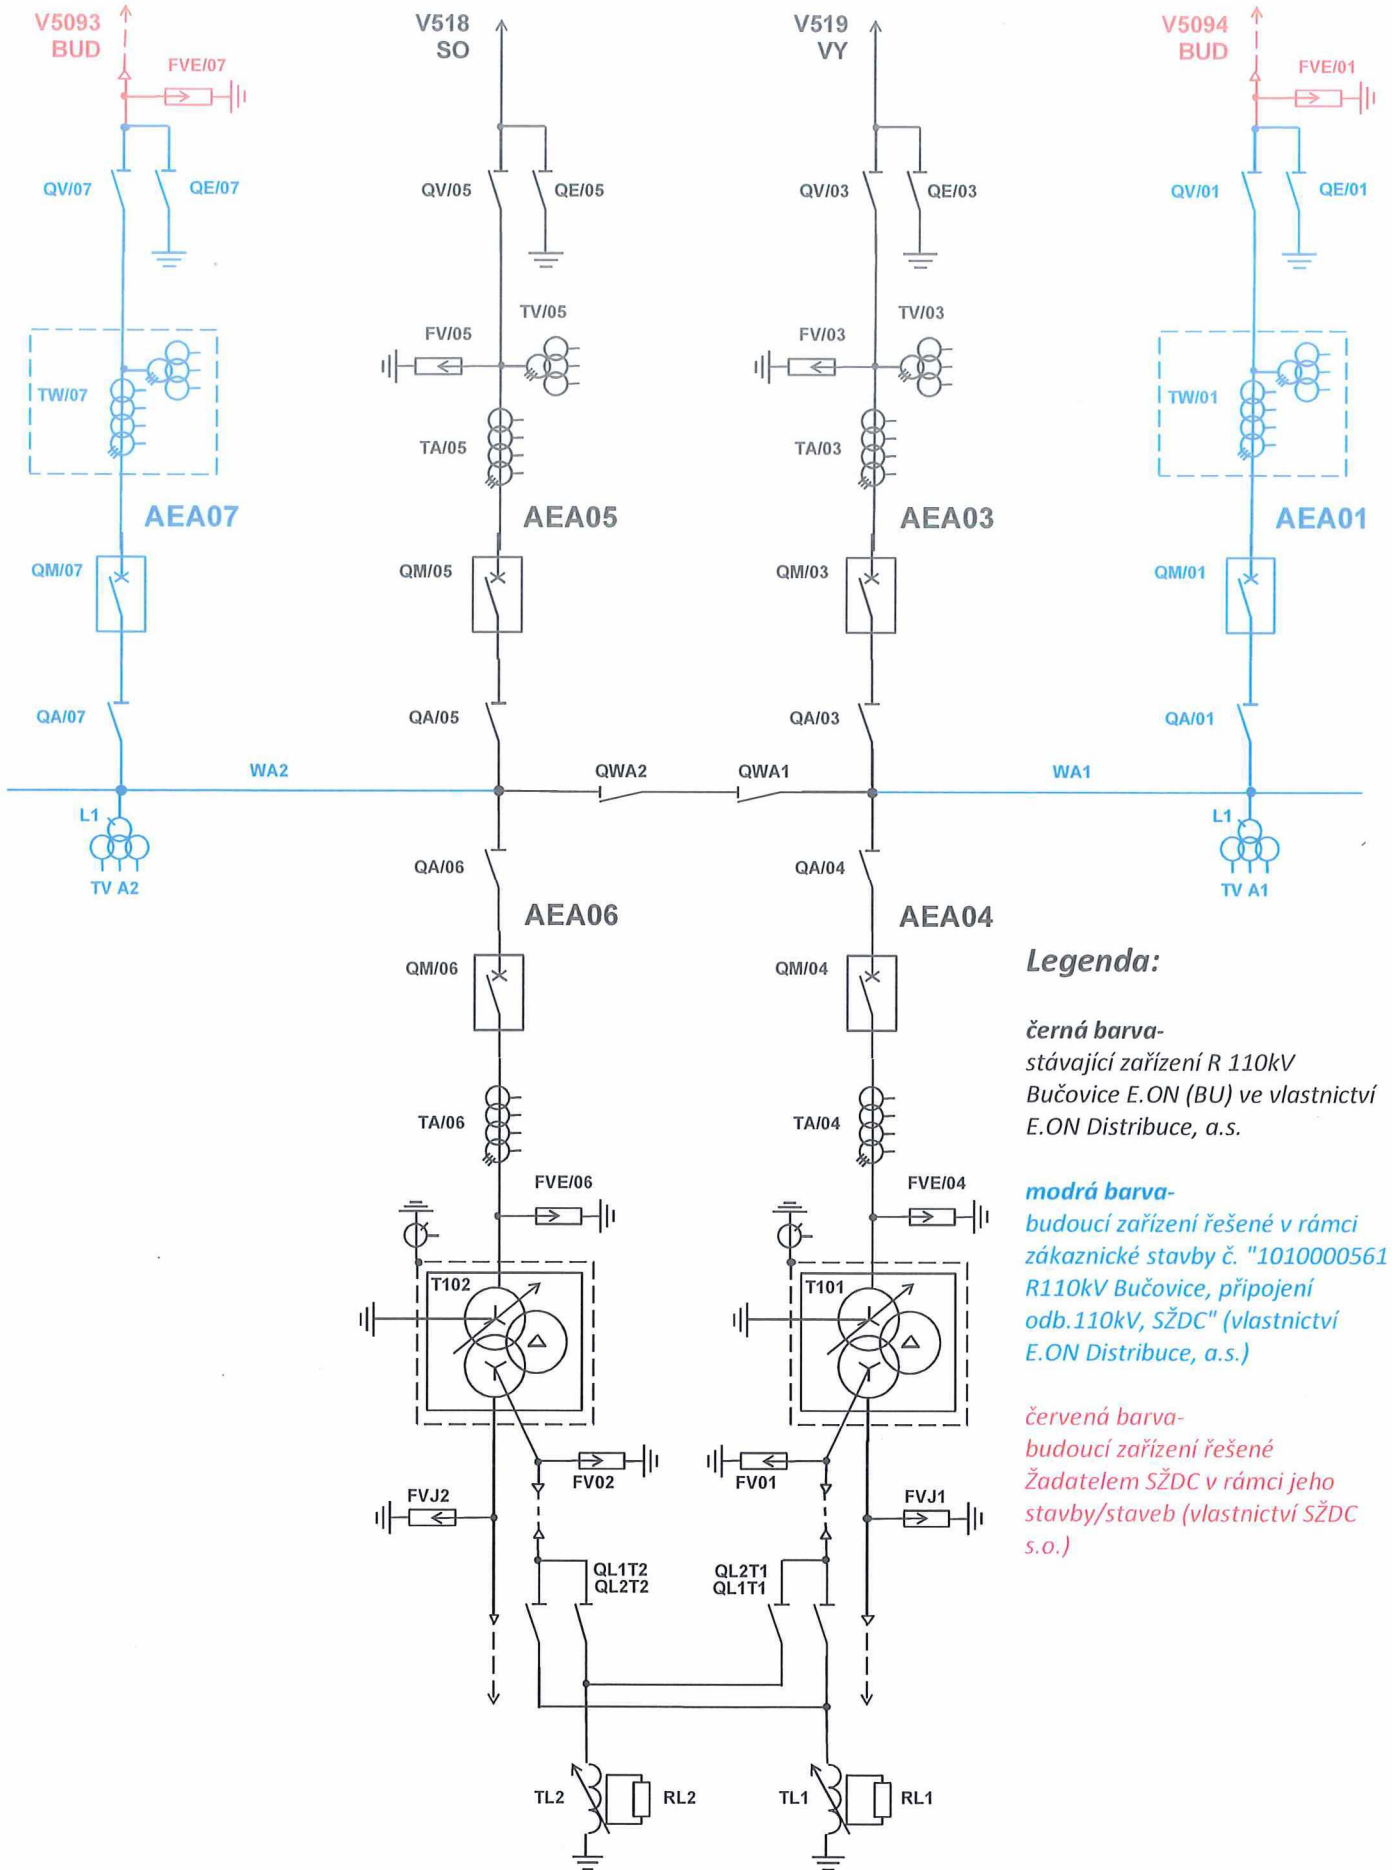 V5093
BUD
V518
SO
V519
VY
V5094
BUD
FVE/07
FVE/01
QV/07
QE/07
QV/05
QE/05
QV/03
QE/03
QV/01
QE/01
TV/05
FV/05
TV/03
FV/03
TW/07
TA/05
TA/03
TW/01
AEA07
AEA05
AEA03
AEA01
QM/07
QM/05
QM/03
QM/01
QA/07
QA/05
QA/03
QA/01
WA2
QWA2
QWA1
WA1
L1
TV A2
L1
TV A1
QA/06
QA/04
AEA06
AEA04
QM/06
QM/04
TA/06
TA/04
FVE/06
FVE/04
T102
T101
FV02
FV01
FVJ2
FVJ1
QL1T2
QL2T2
QL2T1
QL1T1
TL2
RL2
TL1
RL1
Legenda:
černá barva-
stávající zařízení R 110kV
Bučovice E.ON (BU) ve vlastnictví
E.ON Distribuce, a.s.
modrá barva-
budoucí zařízení řešené v rámci
zákaznické stavby č. "1010000561
R110kV Bučovice, připojení
odb.110kV, SŽDC" (vlastnictví
E.ON Distribuce, a.s.)
červená barva-
budoucí zařízení řešené
Žadatelem SŽDC v rámci jeho
stavby/staveb (vlastnictví SŽDC
s.o.)